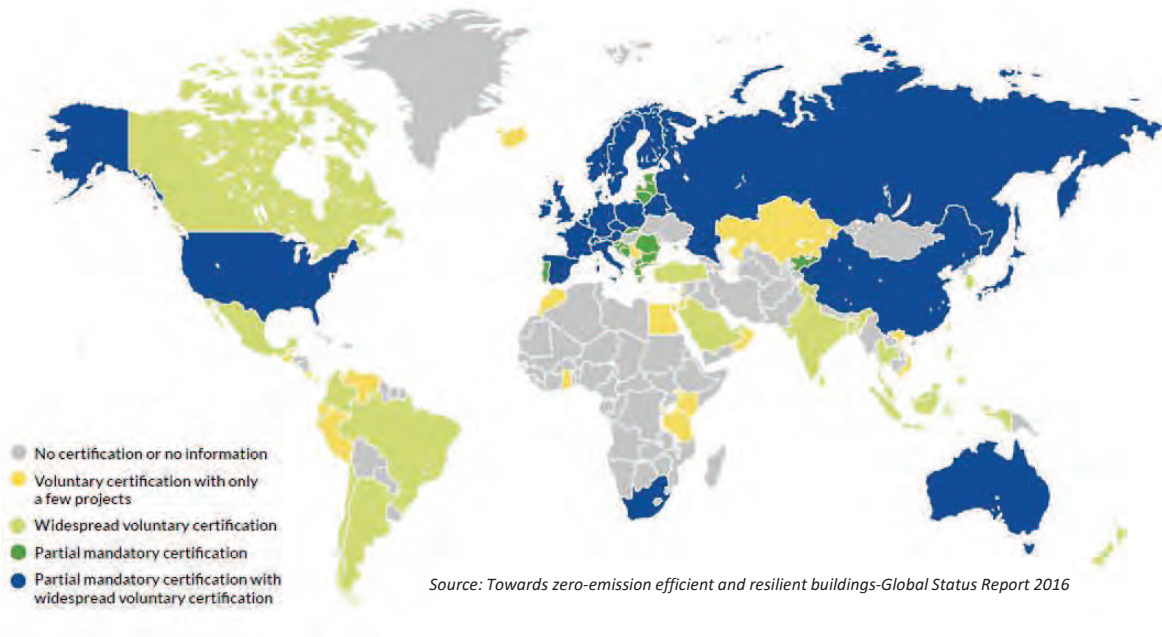 No certification or no information
Voluntary certification with only
a few projects
Widespread voluntary certification
Partial mandatory certification
Partial mandatory certification with
widespread voluntary certification
Source: Towards zero-emission efficient and resilient buildings-Global Status Report 2016